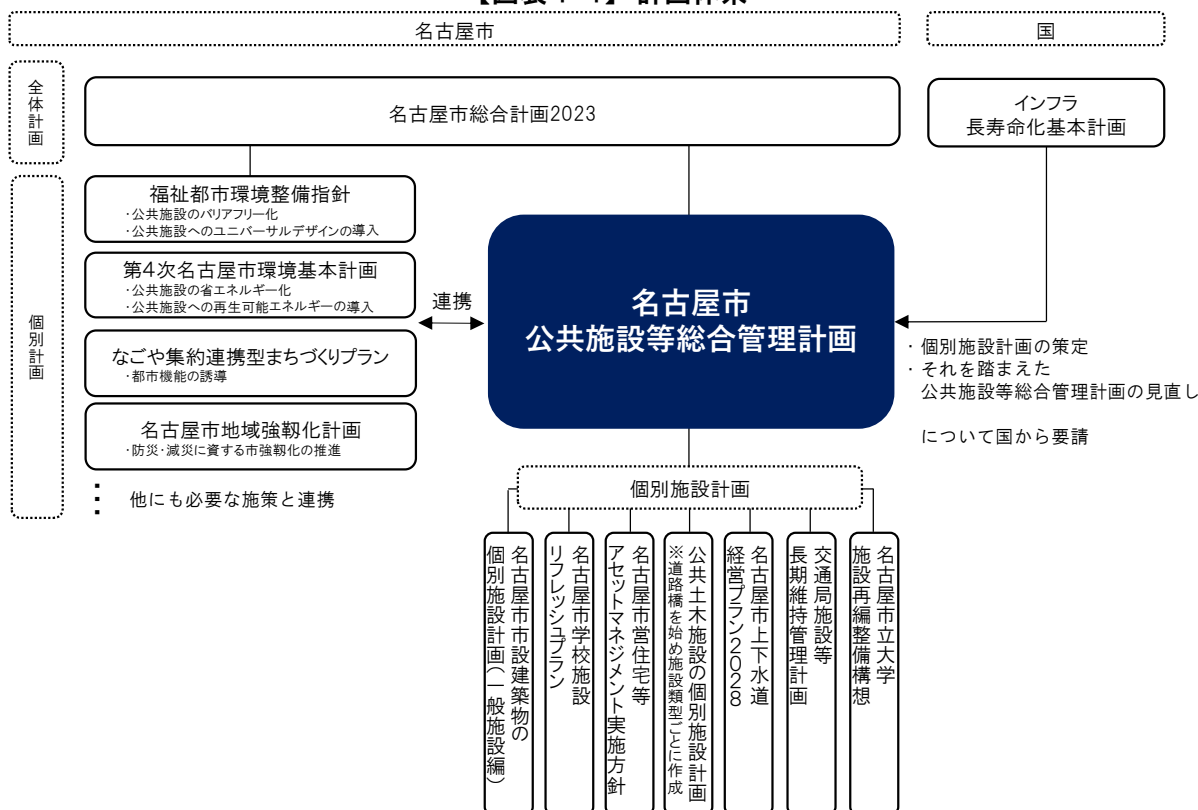 名古屋市
国
全体計画
名古屋市総合計画2023
インフラ
長寿命化基本計画
個別計画
福祉都市環境整備指針
・公共施設のバリアフリー化
・公共施設へのユニバーサルデザインの導入
第4次名古屋市環境基本計画
・公共施設の省エネルギー化
・公共施設への再生可能エネルギーの導入
なごや集約連携型まちづくりプラン
・都市機能の誘導
名古屋市地域強靱化計画
・防災・減災に資する市強靱化の推進
他にも必要な施策と連携
連携
名古屋市
公共施設等総合管理計画
・個別施設計画の策定
・それを踏まえた
公共施設等総合管理計画の見直し
について国から要請
個別施設計画
名古屋市市設建築物の
個別施設計画(一般施設編)
名古屋市学校施設
リフレッシュプラン
名古屋市営住宅等
アセットマネジメント実施方針
公共土木施設の個別施設計画
※道路橋を始め施設類型ごとに作成
名古屋市上下水道
経営プラン2028
交通局施設等
長期維持管理計画
名古屋市立大学
施設再編整備構想